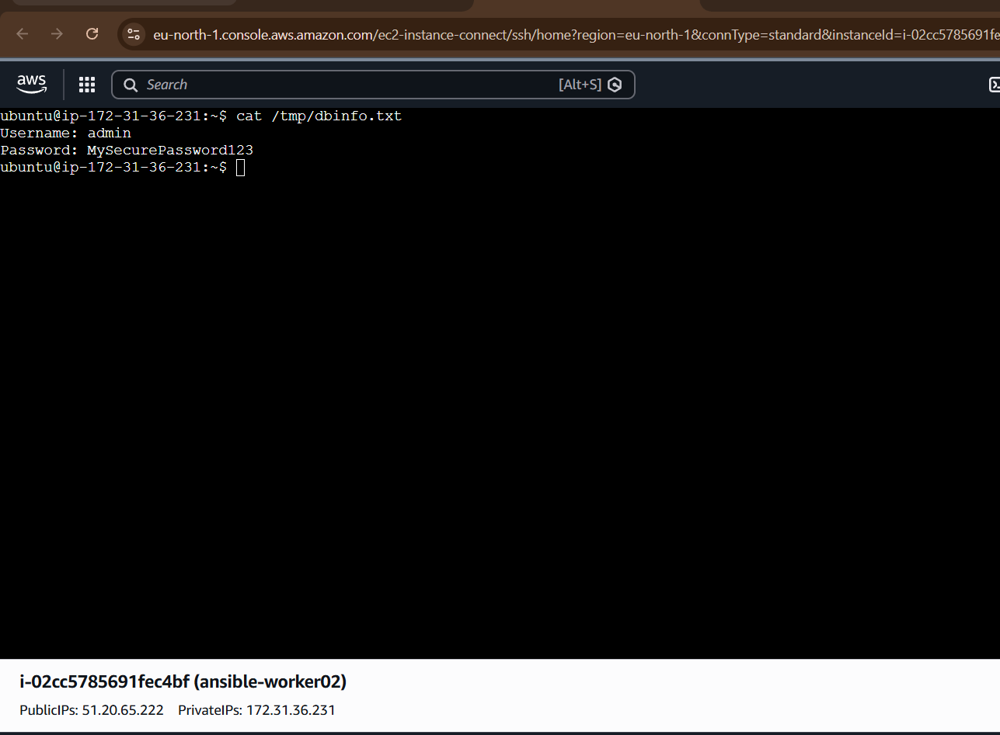 eu-north-1.console.aws.amazon.com/ec2-instance-connect/ssh/home?region=eu-north-1&connType=standard&instanceId=i-02cc5785691fe
aws Search [Alt+S]
ubuntu@ip-172-31-36-231:~$ cat /tmp/dbinfo.txt
Username: admin
Password: MySecurePassword123
ubuntu@ip-172-31-36-231:~$
i-02cc5785691fec4bf (ansible-worker02)
PublicIPs: 51.20.65.222 PrivateIPs: 172.31.36.231